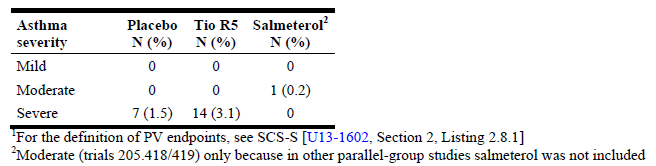 Asthma severity Placebo N (%) Tio R5 N (%) Salmeterol² N (%)
Mild 0 0 0
Moderate 0 0 1 (0.2)
Severe 7 (1.5) 14 (3.1) 0
¹For the definition of PV endpoints, see SCS-S [U13-1602, Section 2, Listing 2.8.1]
²Moderate (trials 205.418/419) only because in other parallel-group studies salmeterol was not included